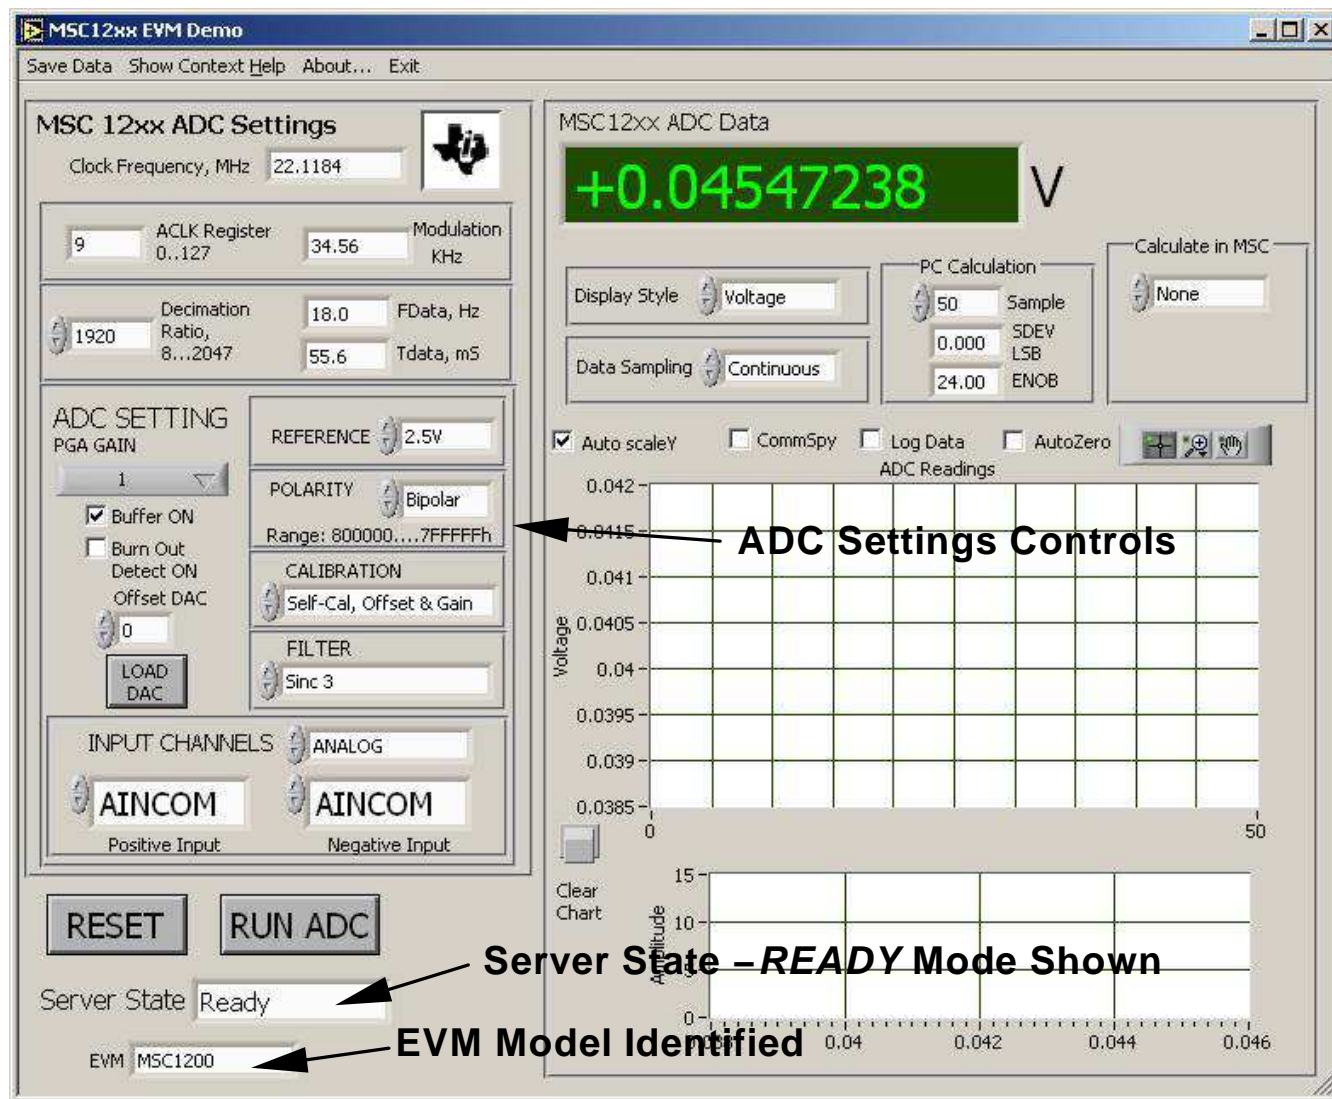 MSC12xx EVM Demo
Save Data Show Context Help About... Exit
MSC 12xx ADC Settings
Clock Frequency, MHz 22.1184
9 ACLK Register 0..127 34.56 Modulation KHz
1920 Decimation Ratio, 8...2047
18.0 FData, Hz
55.6 Tdata, mS
ADC SETTING
PGA GAIN
1
Buffer ON
Burn Out
Detect ON
Offset DAC
0
LOAD
DAC
REFERENCE 2.5V
POLARITY Bipolar
Range: 800000....7FFFFFh
CALIBRATION
Self-Cal, Offset & Gain
FILTER
Sinc 3
INPUT CHANNELS ANALOG
AINCOM AINCOM
Positive Input Negative Input
RESET RUN ADC
Server State Ready
EVM MSC1200
MSC12xx ADC Data
+0.04547238 V
Display Style Voltage
Data Sampling Continuous
PC Calculation
50 Sample
0.000 SDEV LSB
24.00 ENOB
Calculate in MSC
None
Auto scaleY CommSpy Log Data AutoZero
ADC Readings
Voltage
0.042
0.0415
0.041
0.0405
0.04
0.0395
0.039
0.0385
0 50
Clear
Chart
Amplitude
15
10
0
0.04 0.042 0.044 0.046
ADC Settings Controls
Server State – READY Mode Shown
EVM Model Identified